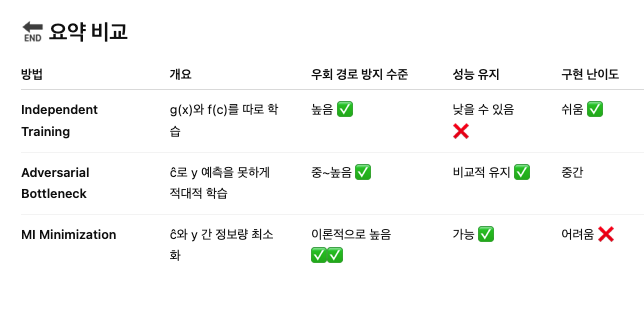 🔚 요약 비교
방법 개요 우회 경로 방지 수준 성능 유지 구현 난이도
Independent g(x)와 f(c)를 따로 학 높음 ✅ 낮을 수 있음 쉬움 ✅
Training 습 ❌
Adversarial ĉ로 y 예측을 못하게 중~높음 ✅ 비교적 유지 ✅ 중간
Bottleneck 적대적 학습
MI Minimization ĉ와 y 간 정보량 최소 이론적으로 높음 가능 ✅ 어려움 ❌
화 ✅✅